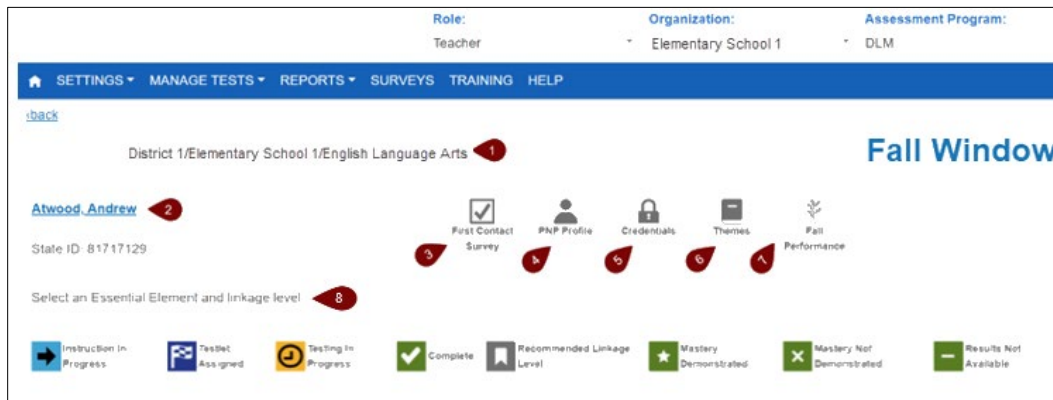 Role: Organization: Assessment Program:
Teacher Elementary School 1 DLM
SETTINGS MANAGE TESTS REPORTS SURVEYS TRAINING HELP
‹back
District 1/Elementary School 1/English Language Arts 1
Fall Window
Atwood, Andrew 2
First Contact Survey
PNP Profile
Credentials
Themes
Fall Performance
3 4 5 6 7
State ID: 81717129
Select an Essential Element and linkage level 8
Instruction In Progress
Testlet Assigned
Testing In Progress
Complete
Recommended Linkage Level
Mastery Demonstrated
Mastery Not Demonstrated
Results Not Available